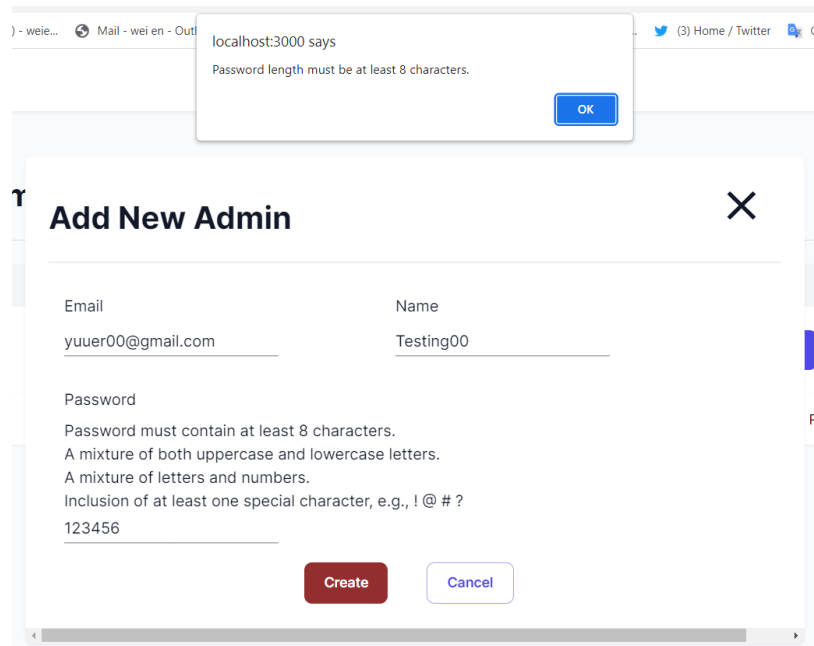 ) - weie... Mail - wei en - Outl (3) Home / Twitter
localhost:3000 says
Password length must be at least 8 characters.
OK
Add New Admin
Email Name
yuuer00@gmail.com Testing00
Password
Password must contain at least 8 characters.
A mixture of both uppercase and lowercase letters.
A mixture of letters and numbers.
Inclusion of at least one special character, e.g., ! @ # ?
123456
Create Cancel